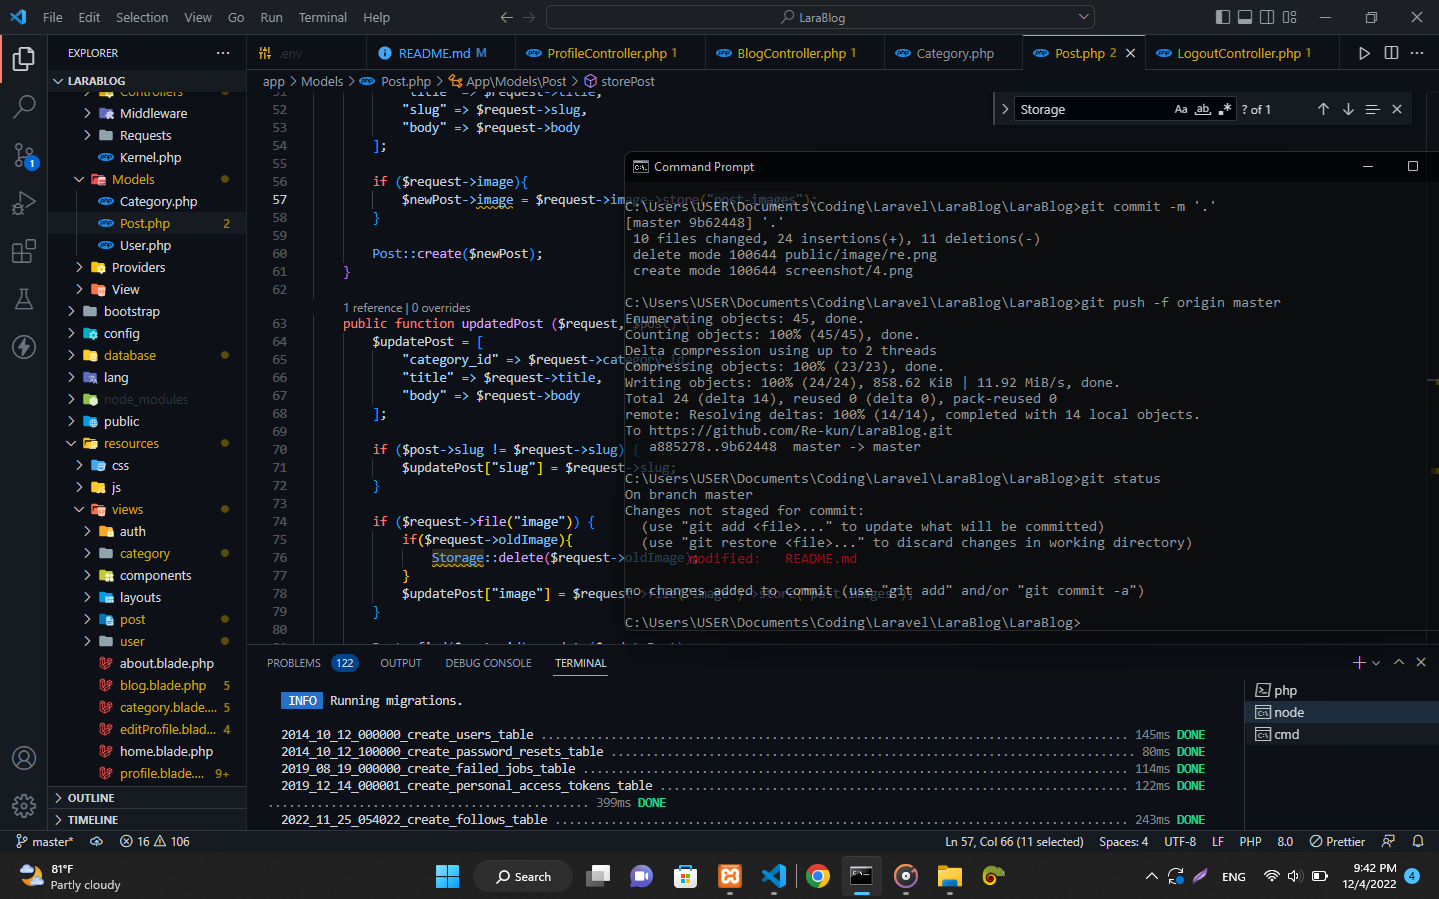 File Edit Selection View Go Run Terminal Help
LaraBlog
EXPLORER
.env
README.md M
ProfileController.php 1
BlogController.php 1
Category.php
Post.php 2
LogoutController.php 1
LARABLOG
app > Models > Post.php > App\Models\Post > storePost
Storage
Aa ab .* ? of 1
Controllers
Middleware
Requests
Kernel.php
Models
Category.php
Post.php 2
User.php
Providers
View
bootstrap
config
database
lang
node_modules
public
resources
css
js
views
auth
category
components
layouts
post
user
about.blade.php
blog.blade.php 5
category.blade.... 5
editProfile.blad... 4
home.blade.php
profile.blade.... 9+
OUTLINE
TIMELINE
51 "title" => $request->title,
52 "slug" => $request->slug,
53 "body" => $request->body
54 ];
55
56 if ($request->image){
57 $newPost->image = $request->image->store("post-images");
58 }
59
60 Post::create($newPost);
61 }
62
1 reference | 0 overrides
63 public function updatedPost ($request, $post) {
64 $updatePost = [
65 "category_id" => $request->category_id,
66 "title" => $request->title,
67 "body" => $request->body
68 ];
69
70 if ($post->slug != $request->slug) {
71 $updatePost["slug"] = $request->slug;
72 }
73
74 if ($request->file("image")) {
75 if($request->oldImage){
76 Storage::delete($request->oldImage);
77 }
78 $updatePost["image"] = $request->file("image")->store("post-images");
79 }
80
Command Prompt
C:\Users\USER\Documents\Coding\Laravel\LaraBlog\LaraBlog>git commit -m '.'
[master 9b62448] '.'
10 files changed, 24 insertions(+), 11 deletions(-)
delete mode 100644 public/image/re.png
create mode 100644 screenshot/4.png
C:\Users\USER\Documents\Coding\Laravel\LaraBlog\LaraBlog>git push -f origin master
Enumerating objects: 45, done.
Counting objects: 100% (45/45), done.
Delta compression using up to 2 threads
Compressing objects: 100% (23/23), done.
Writing objects: 100% (24/24), 858.62 KiB | 11.92 MiB/s, done.
Total 24 (delta 14), reused 0 (delta 0), pack-reused 0
remote: Resolving deltas: 100% (14/14), completed with 14 local objects.
To https://github.com/Re-kun/LaraBlog.git
a885278..9b62448 master -> master
C:\Users\USER\Documents\Coding\Laravel\LaraBlog\LaraBlog>git status
On branch master
Changes not staged for commit:
(use "git add <file>..." to update what will be committed)
(use "git restore <file>..." to discard changes in working directory)
modified: README.md
no changes added to commit (use "git add" and/or "git commit -a")
C:\Users\USER\Documents\Coding\Laravel\LaraBlog\LaraBlog>
PROBLEMS 122 OUTPUT DEBUG CONSOLE TERMINAL
INFO Running migrations.
2014_10_12_000000_create_users_table ........ 145ms DONE
2014_10_12_100000_create_password_resets_table ........ 80ms DONE
2019_08_19_000000_create_failed_jobs_table ........ 114ms DONE
2019_12_14_000001_create_personal_access_tokens_table ........ 122ms DONE
........ 399ms DONE
2022_11_25_054022_create_follows_table ........ 243ms DONE
php
node
cmd
master* 16 106
Ln 57, Col 66 (11 selected) Spaces: 4 UTF-8 LF PHP 8.0 Prettier
81°F
Partly cloudy
Search
ENG
9:42 PM
12/4/2022
4